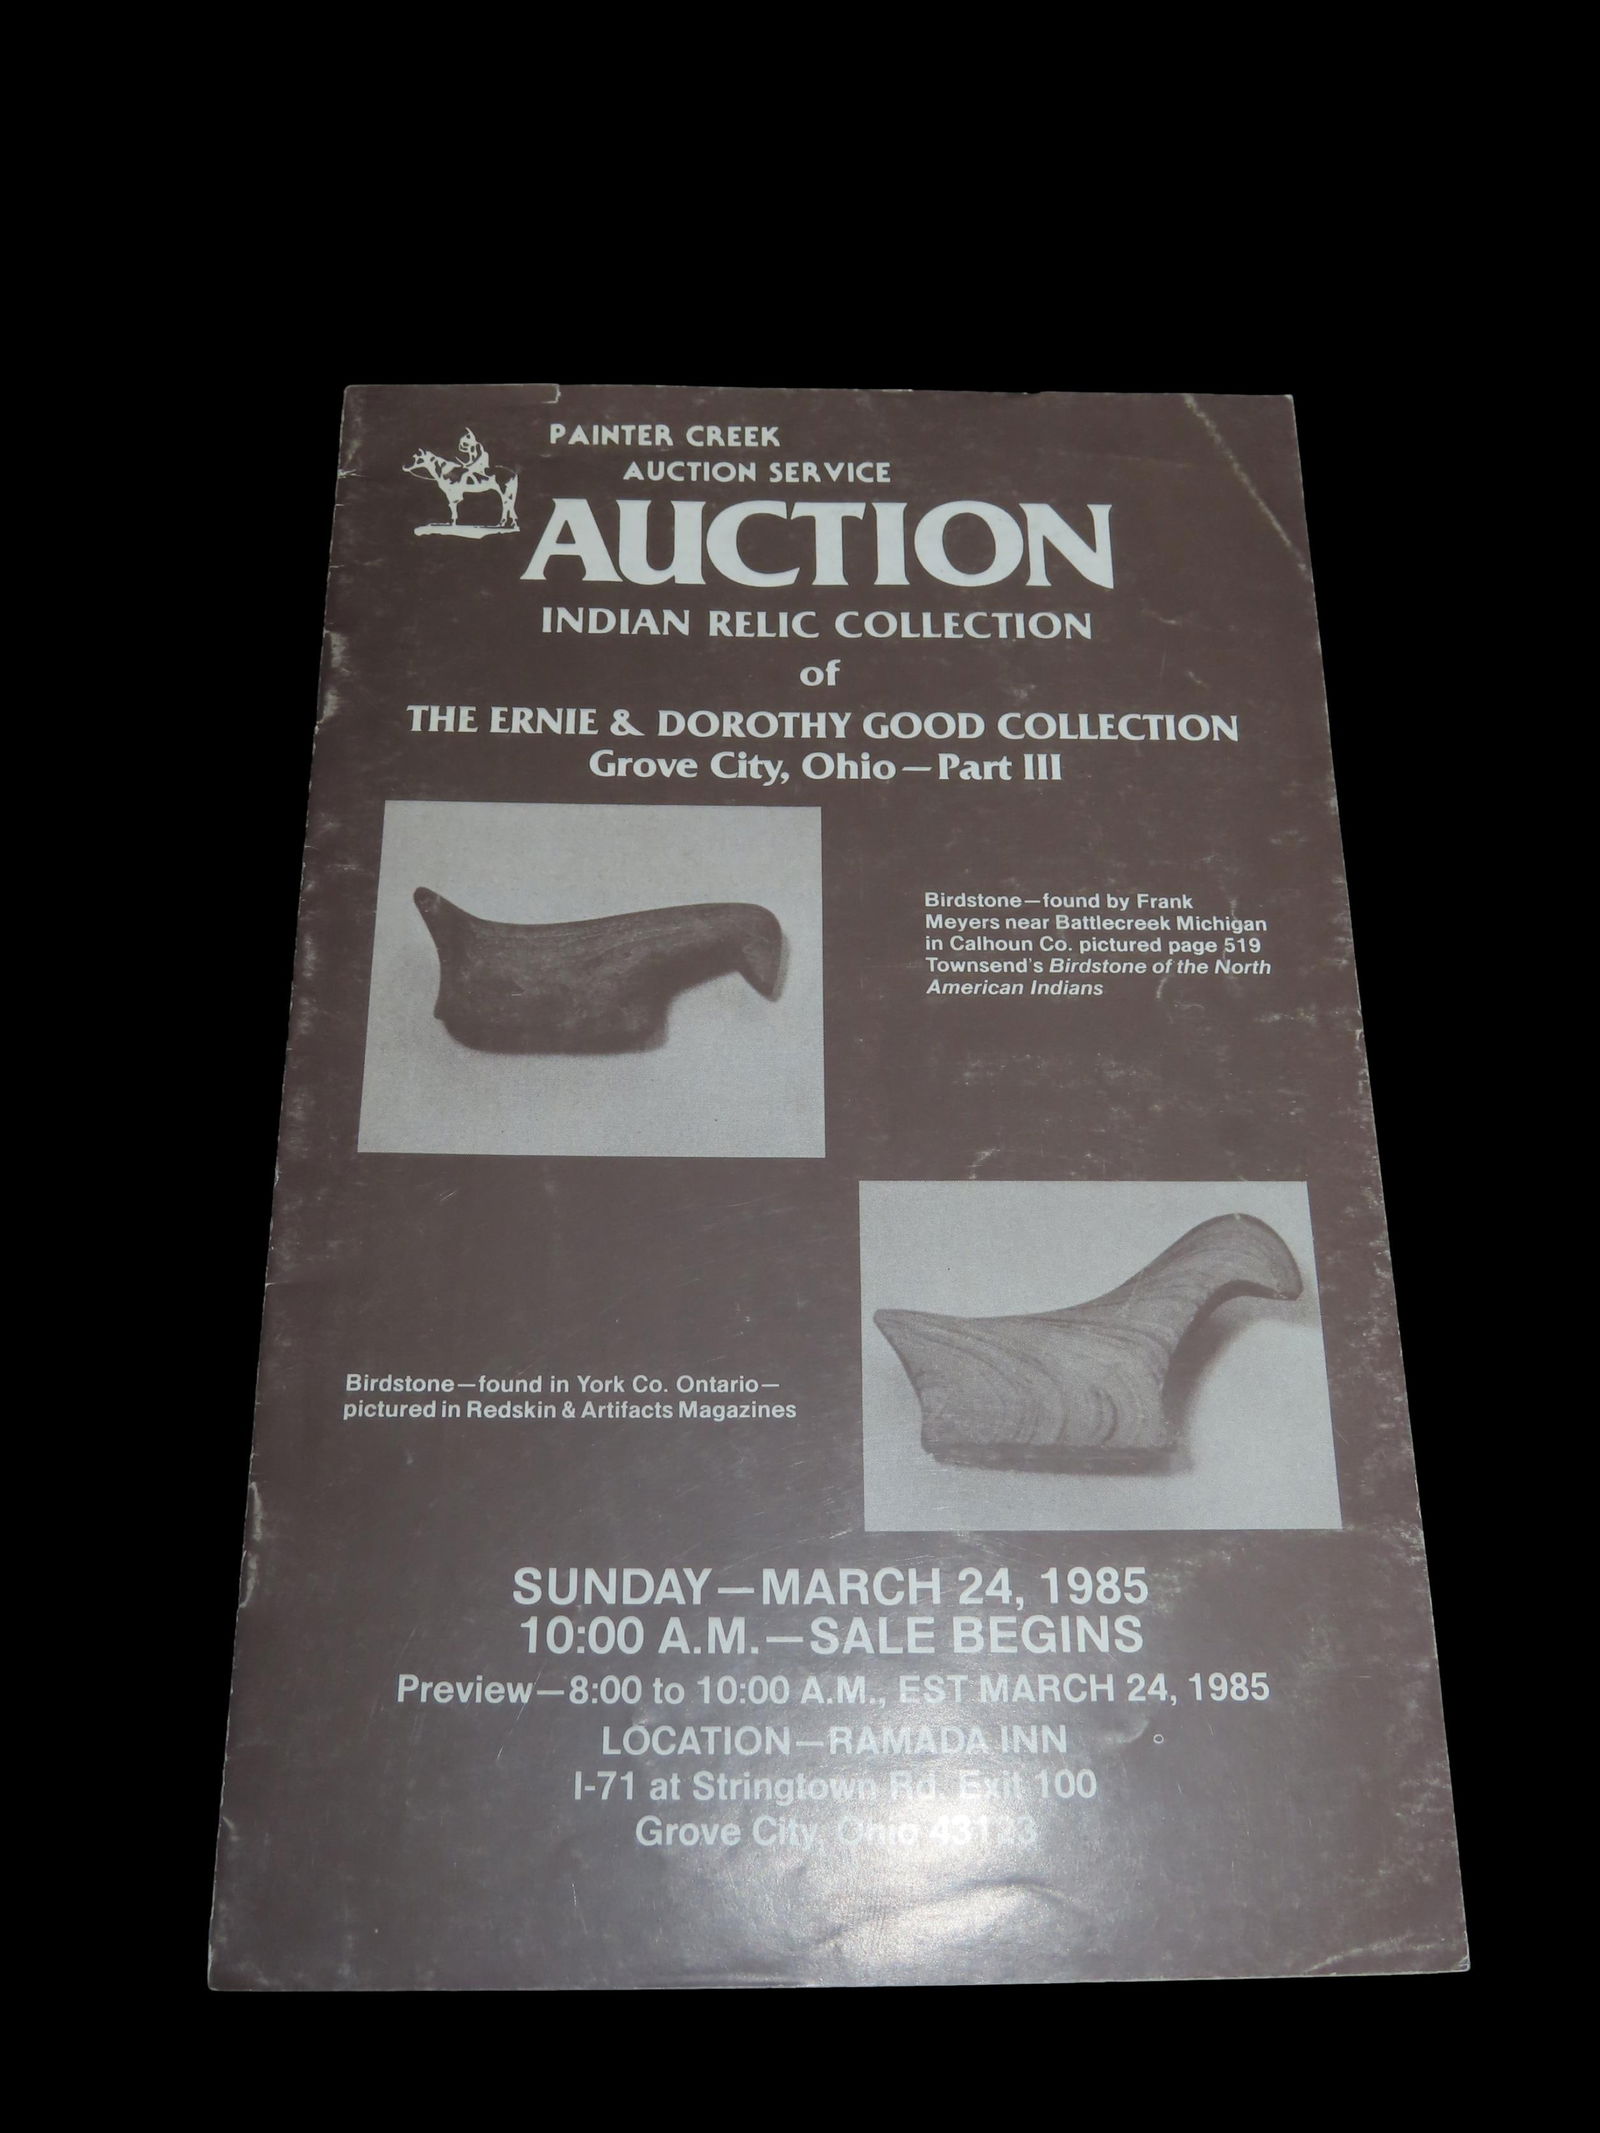 PAINTER CREEK
AUCTION SERVICE
AUCTION
INDIAN RELIC COLLECTION
of
THE ERNIE & DOROTHY GOOD COLLECTION
Grove City, Ohio—Part III
Birdstone—found by Frank
Meyers near Battlecreek Michigan
in Calhoun Co. pictured page 519
Townsend's Birdstone of the North
American Indians
Birdstone—found in York Co. Ontario—
pictured in Redskin & Artifacts Magazines
SUNDAY—MARCH 24, 1985
10:00 A.M.—SALE BEGINS
Preview—8:00 to 10:00 A.M., EST MARCH 24, 1985
LOCATION—RAMADA INN
I-71 at Stringtown Rd. Exit 100
Grove City, Ohio 43123